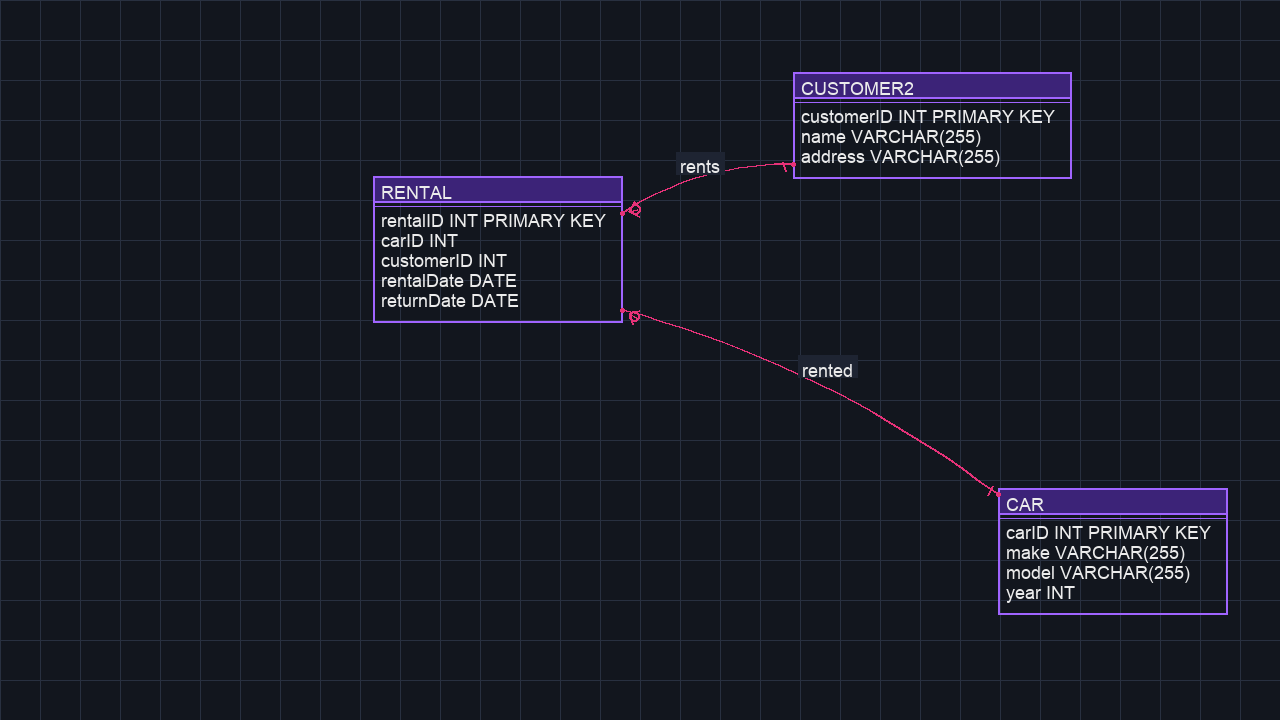 CUSTOMER2
customerID INT PRIMARY KEY
name VARCHAR(255)
address VARCHAR(255)
rents
RENTAL
rentalID INT PRIMARY KEY
carID INT
customerID INT
rentalDate DATE
returnDate DATE
rented
CAR
carID INT PRIMARY KEY
make VARCHAR(255)
model VARCHAR(255)
year INT